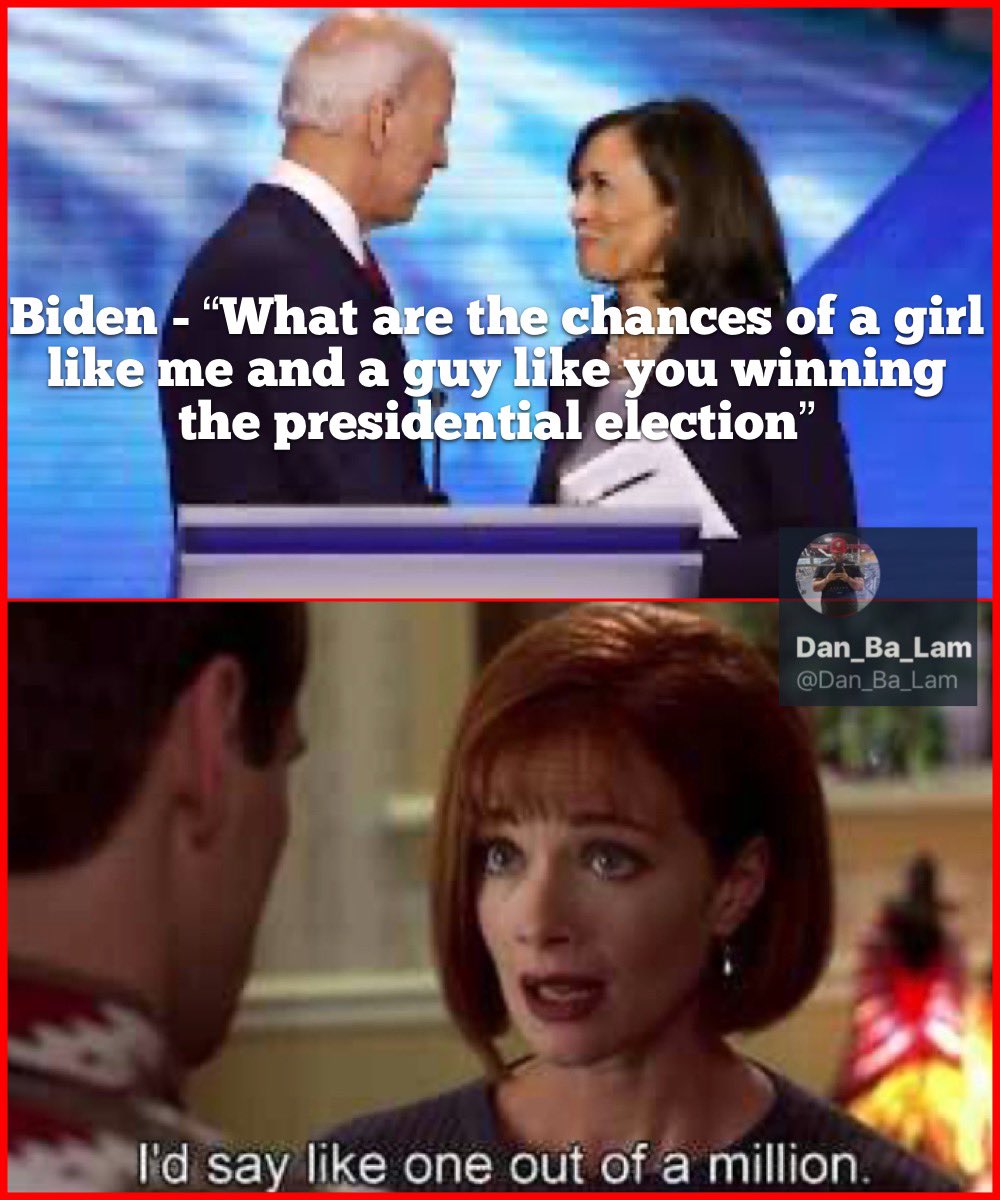 Biden - “What are the chances of a girl
like me and a guy like you winning
the presidential election”
Dan_Ba_Lam
@Dan_Ba_Lam
I'd say like one out of a million.